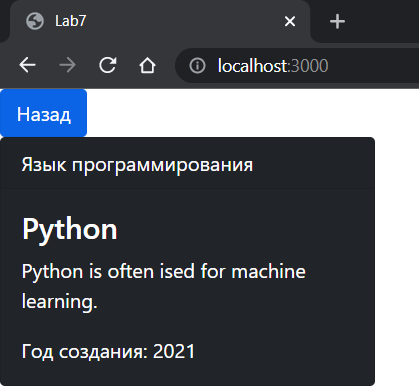 Lab7
localhost:3000
Назад
Язык программирования
Python
Python is often ised for machine
learning.
Год создания: 2021